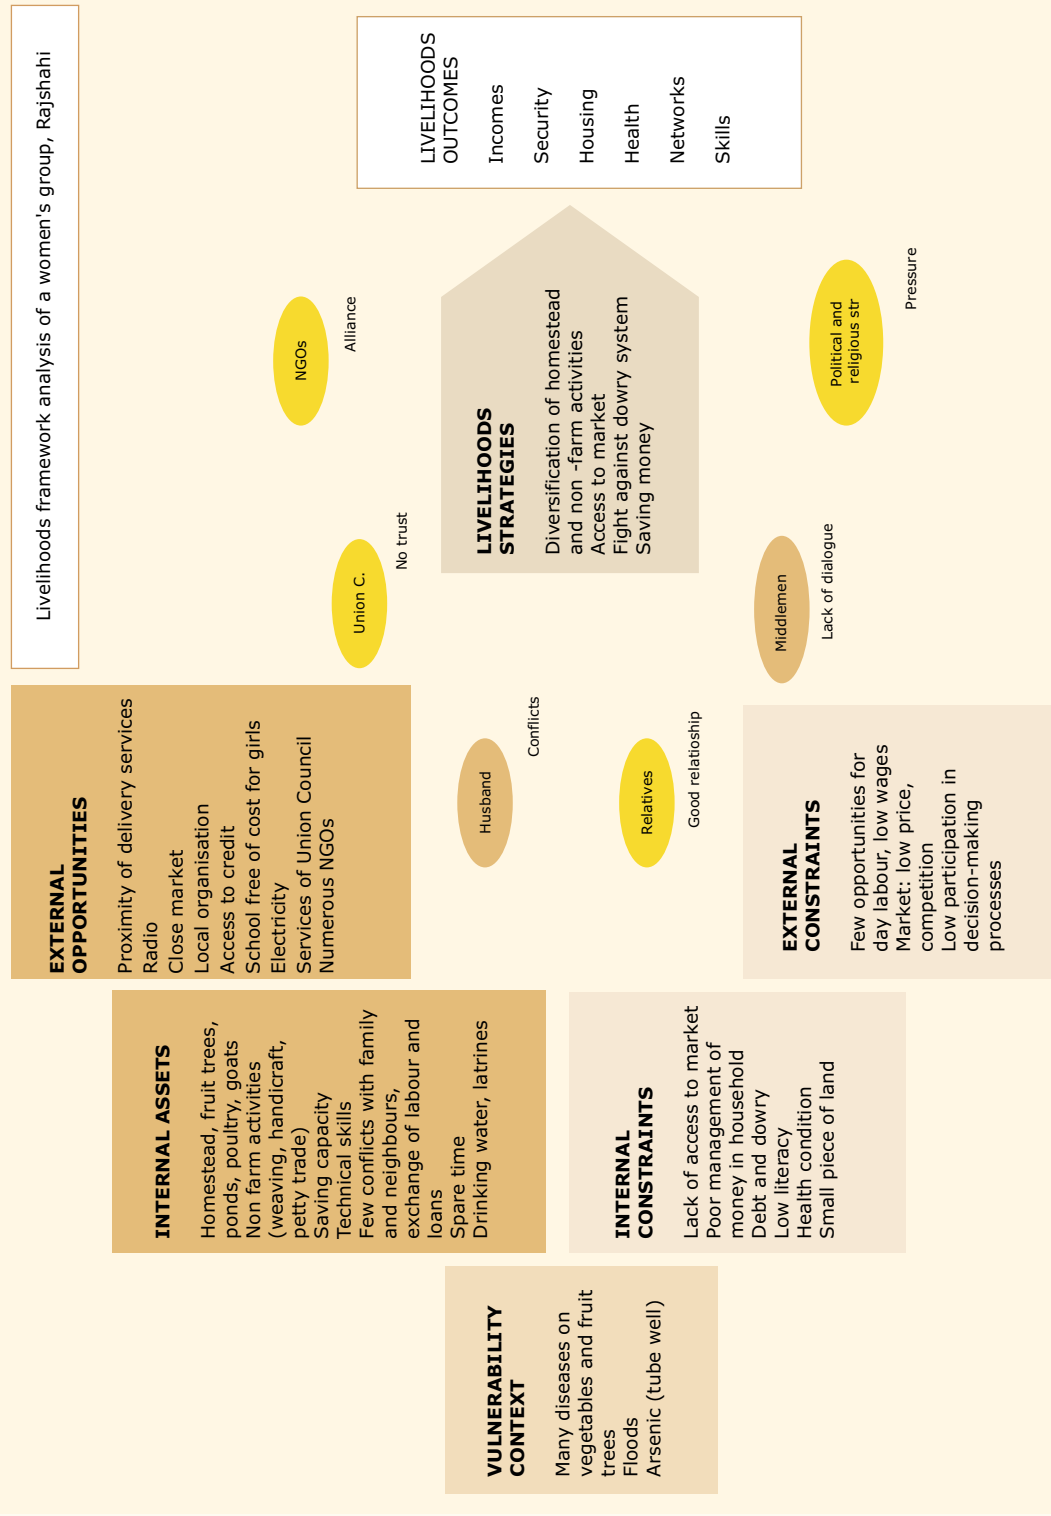 Livelihoods framework analysis of a women's group, Rajshahi
VULNERABILITY
CONTEXT
Many diseases on
vegetables and fruit
trees
Floods
Arsenic (tube well)
INTERNAL ASSETS
Homestead, fruit trees,
ponds, poultry, goats
Non farm activities
(weaving, handicraft,
petty trade)
Saving capacity
Technical skills
Few conflicts with family
and neighbours,
exchange of labour and
loans
Spare time
Drinking water, latrines
INTERNAL
CONSTRAINTS
Lack of access to market
Poor management of
money in household
Debt and dowry
Low literacy
Health condition
Small piece of land
EXTERNAL
OPPORTUNITIES
Proximity of delivery services
Radio
Close market
Local organisation
Access to credit
School free of cost for girls
Electricity
Services of Union Council
Numerous NGOs
EXTERNAL
CONSTRAINTS
Few opportunities for
day labour, low wages
Market: low price,
competition
Low participation in
decision-making
processes
Husband
Conflicts
Relatives
Good relatioship
Union C.
No trust
Middlemen
Lack of dialogue
NGOs
Alliance
Political and
religious str
Pressure
LIVELIHOODS
STRATEGIES
Diversification of homestead
and non -farm activities
Access to market
Fight against dowry system
Saving money
LIVELIHOODS
OUTCOMES
Incomes
Security
Housing
Health
Networks
Skills